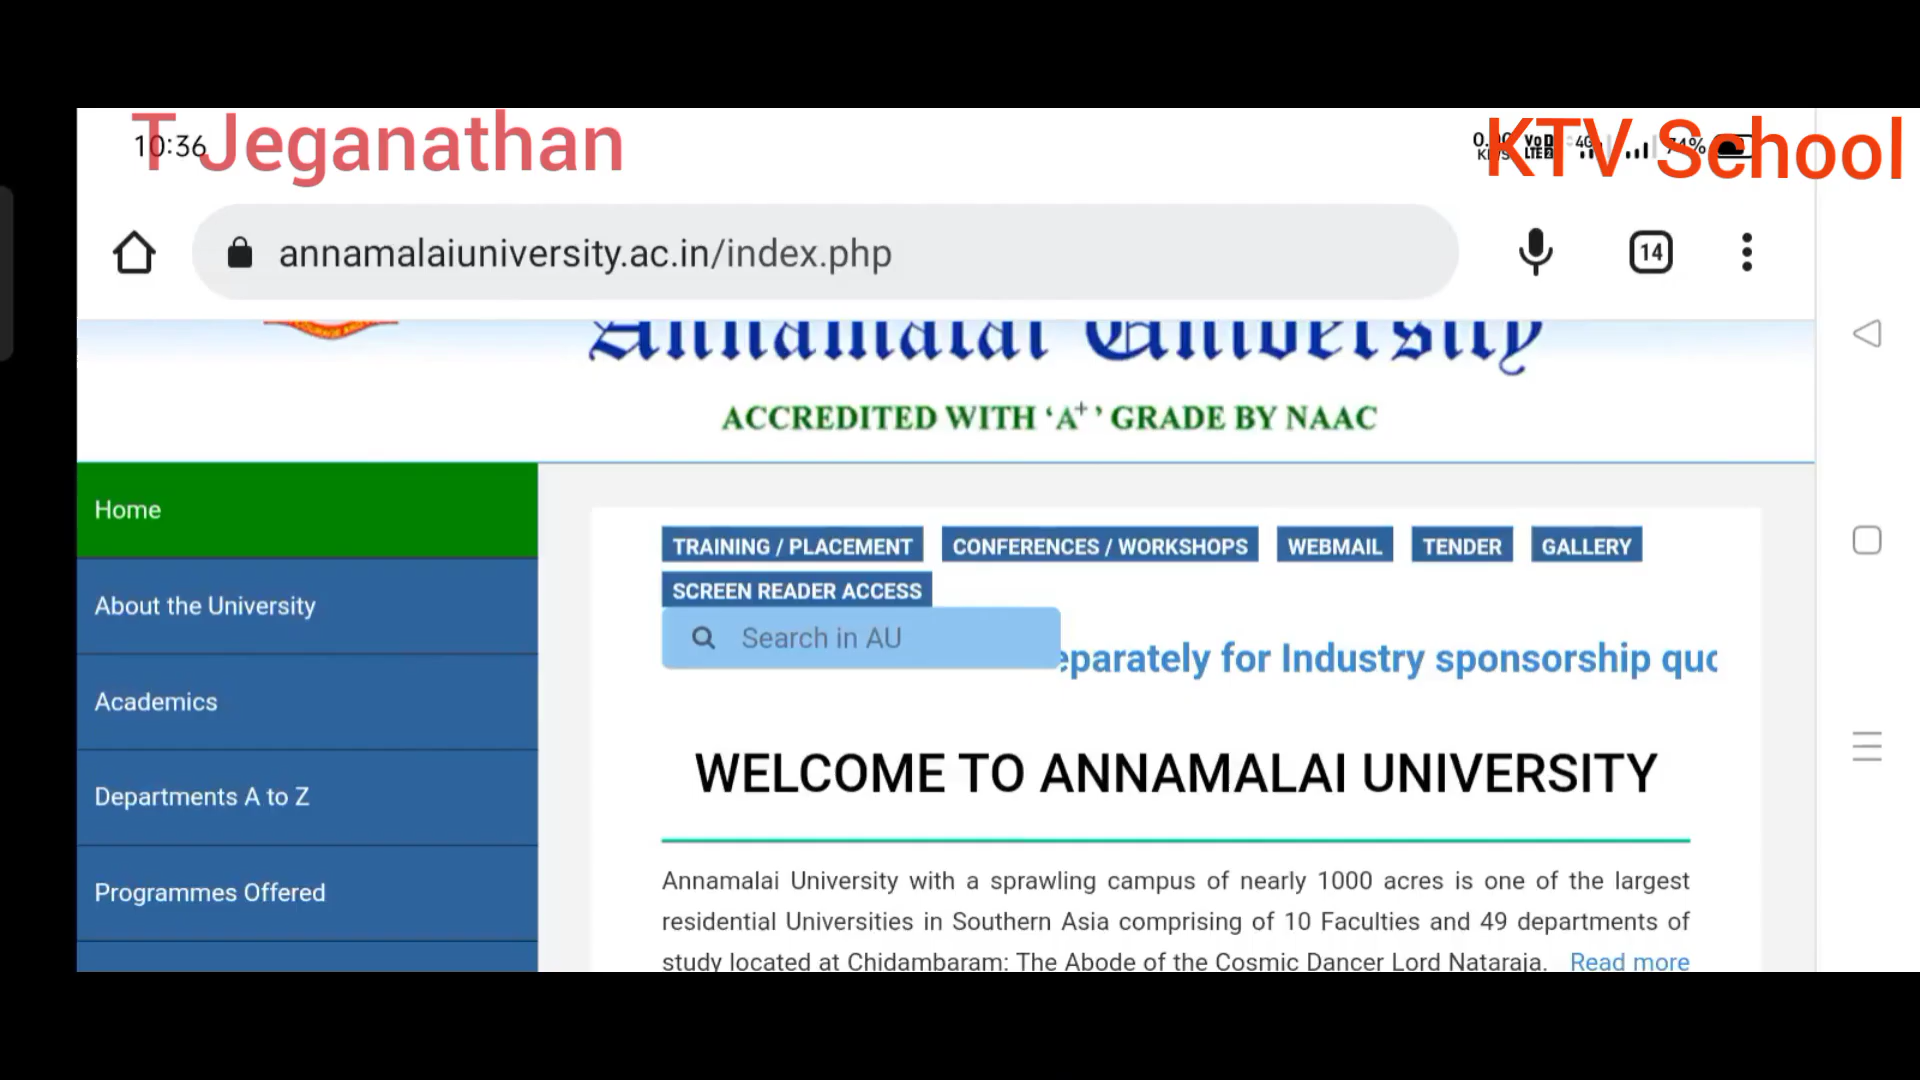 T Jeganathan
10:36
KTV School
74%
annamalaiuniversity.ac.in/index.php
14
Annamalai University
ACCREDITED WITH ‘A+’ GRADE BY NAAC
Home
About the University
Academics
Departments A to Z
Programmes Offered
TRAINING / PLACEMENT CONFERENCES / WORKSHOPS WEBMAIL TENDER GALLERY
SCREEN READER ACCESS
Search in AU
for Industry sponsorship
WELCOME TO ANNAMALAI UNIVERSITY
Annamalai University with a sprawling campus of nearly 1000 acres is one of the largest
residential Universities in Southern Asia comprising of 10 Faculties and 49 departments of
study located at Chidambaram: The Abode of the Cosmic Dancer Lord Nataraja. Read more